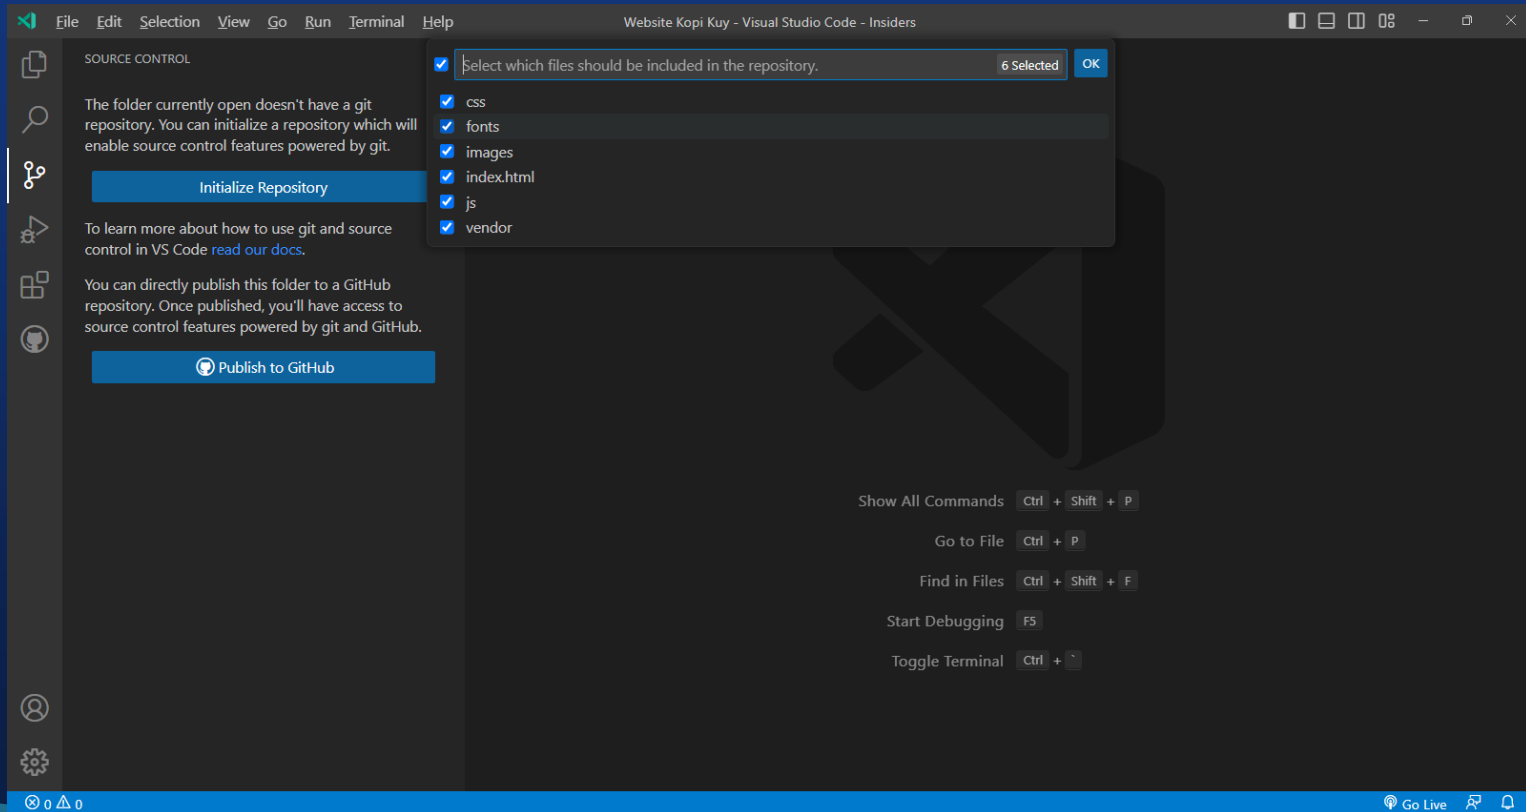 File Edit Selection View Go Run Terminal Help
Website Kopi Kuy - Visual Studio Code - Insiders
SOURCE CONTROL
The folder currently open doesn't have a git
repository. You can initialize a repository which will
enable source control features powered by git.
Initialize Repository
To learn more about how to use git and source
control in VS Code read our docs.
You can directly publish this folder to a GitHub
repository. Once published, you'll have access to
source control features powered by git and GitHub.
Publish to GitHub
Select which files should be included in the repository.
6 Selected
OK
css
fonts
images
index.html
js
vendor
Show All Commands Ctrl + Shift + P
Go to File Ctrl + P
Find in Files Ctrl + Shift + F
Start Debugging F5
Toggle Terminal Ctrl + `
0 0
Go Live